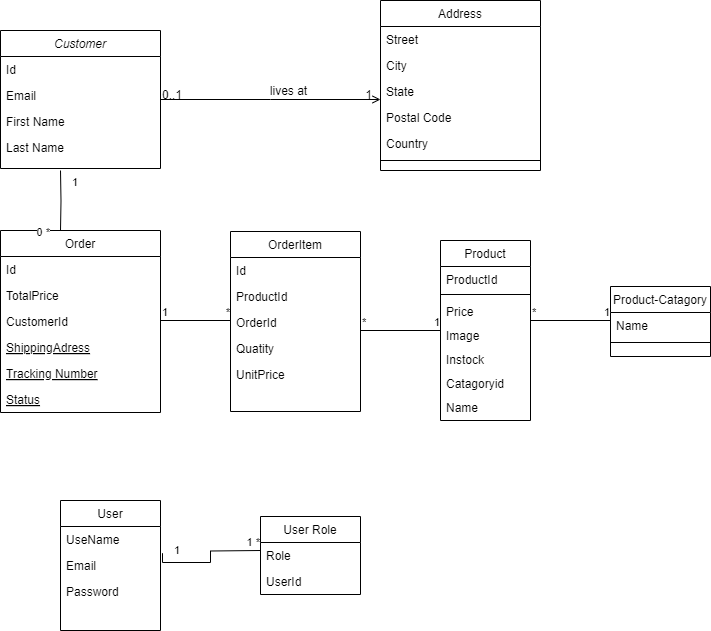 Customer
Id
Email
First Name
Last Name
0..1
lives at
1
Address
Street
City
State
Postal Code
Country
1
0 *
Order
Id
TotalPrice
CustomerId
ShippingAdress
Tracking Number
Status
1
*
OrderItem
Id
ProductId
OrderId
Quatity
UnitPrice
*
1
Product
ProductId
Price
Image
Instock
Catagoryid
Name
*
1
Product-Catagory
Name
User
UseName
Email
Password
1
1 *
User Role
Role
UserId